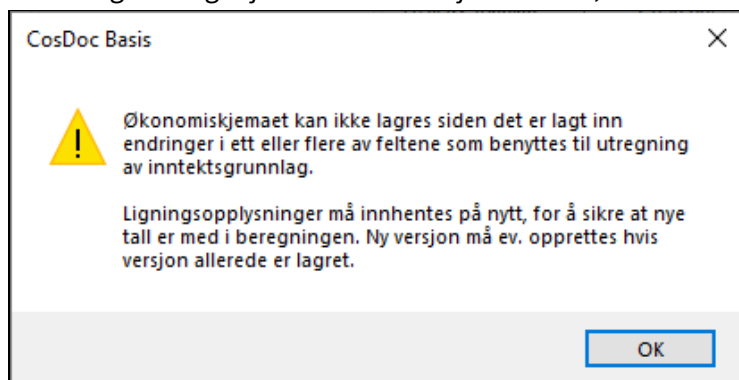 CosDoc Basis
Økonomiskjemaet kan ikke lagres siden det er lagt inn
endringer i ett eller flere av feltene som benyttes til utregning
av inntektsgrunnlag.
Ligningsopplysninger må innhentes på nytt, for å sikre at nye
tall er med i beregningen. Ny versjon må ev. opprettes hvis
versjon allerede er lagret.
OK